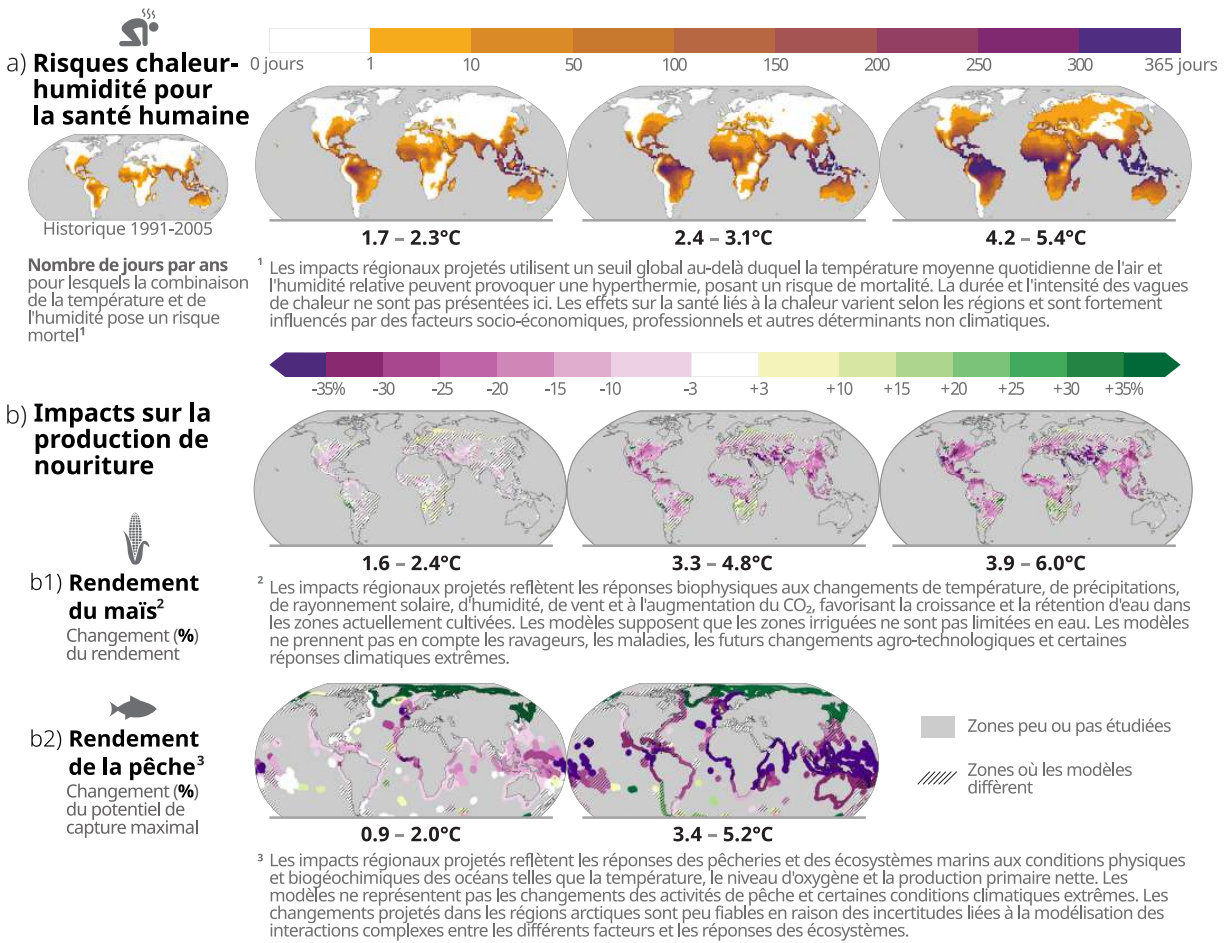 a) Risques chaleur-
humidité pour
la santé humaine
0 jours 1 10 50 100 150 200 250 300 365 jours
Historique 1991-2005
1.7 – 2.3°C 2.4 – 3.1°C 4.2 – 5.4°C
Nombre de jours par ans
pour lesquels la combinaison
de la température et de
l'humidité pose un risque
mortel¹
¹ Les impacts régionaux projetés utilisent un seuil global au-delà duquel la température moyenne quotidienne de l'air et
l'humidité relative peuvent provoquer une hyperthermie, posant un risque de mortalité. La durée et l'intensité des vagues
de chaleur ne sont pas présentées ici. Les effets sur la santé liés à la chaleur varient selon les régions et sont fortement
influencés par des facteurs socio-économiques, professionnels et autres déterminants non climatiques.
-35% -30 -25 -20 -15 -10 -3 +3 +10 +15 +20 +25 +30 +35%
b) Impacts sur la
production de
nouriture
1.6 – 2.4°C 3.3 – 4.8°C 3.9 – 6.0°C
b1) Rendement
du maïs²
Changement (%)
du rendement
² Les impacts régionaux projetés reflètent les réponses biophysiques aux changements de température, de précipitations,
de rayonnement solaire, d'humidité, de vent et à l'augmentation du CO₂, favorisant la croissance et la rétention d'eau dans
les zones actuellement cultivées. Les modèles supposent que les zones irriguées ne sont pas limitées en eau. Les modèles
ne prennent pas en compte les ravageurs, les maladies, les futurs changements agro-technologiques et certaines
réponses climatiques extrêmes.
b2) Rendement
de la pêche³
Changement (%)
du potentiel de
capture maximal
0.9 – 2.0°C 3.4 – 5.2°C
Zones peu ou pas étudiées
Zones où les modèles
diffèrent
³ Les impacts régionaux projetés reflètent les réponses des pêcheries et des écosystèmes marins aux conditions physiques
et biogéochimiques des océans telles que la température, le niveau d'oxygène et la production primaire nette. Les
modèles ne représentent pas les changements des activités de pêche et certaines conditions climatiques extrêmes. Les
changements projetés dans les régions arctiques sont peu fiables en raison des incertitudes liées à la modélisation des
interactions complexes entre les différents facteurs et les réponses des écosystèmes.